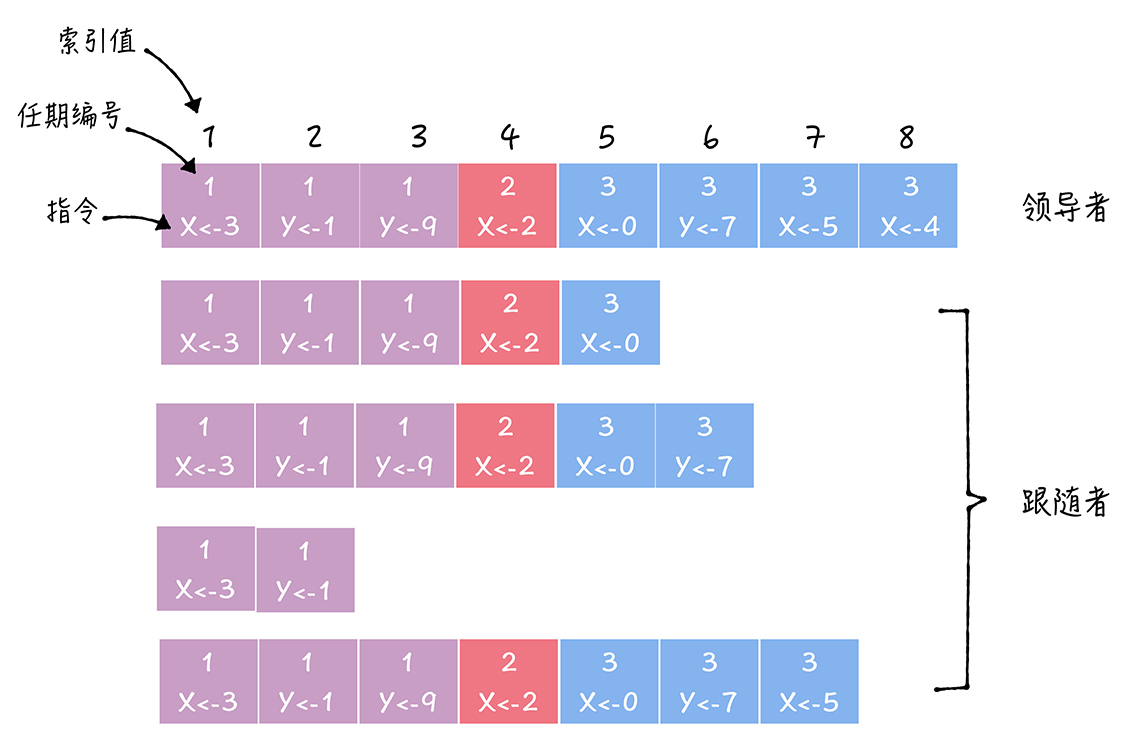 索引值
任期编号
指令
1 2 3 4 5 6 7 8
1 1 1 2 3 3 3 3
X<-3 Y<-1 Y<-9 X<-2 X<-0 Y<-7 X<-5 X<-4
领导者
1 1 1 2 3
X<-3 Y<-1 Y<-9 X<-2 X<-0
1 1 1 2 3 3
X<-3 Y<-1 Y<-9 X<-2 X<-0 Y<-7
跟随者
1 1
X<-3 Y<-1
1 1 1 2 3 3 3
X<-3 Y<-1 Y<-9 X<-2 X<-0 Y<-7 X<-5